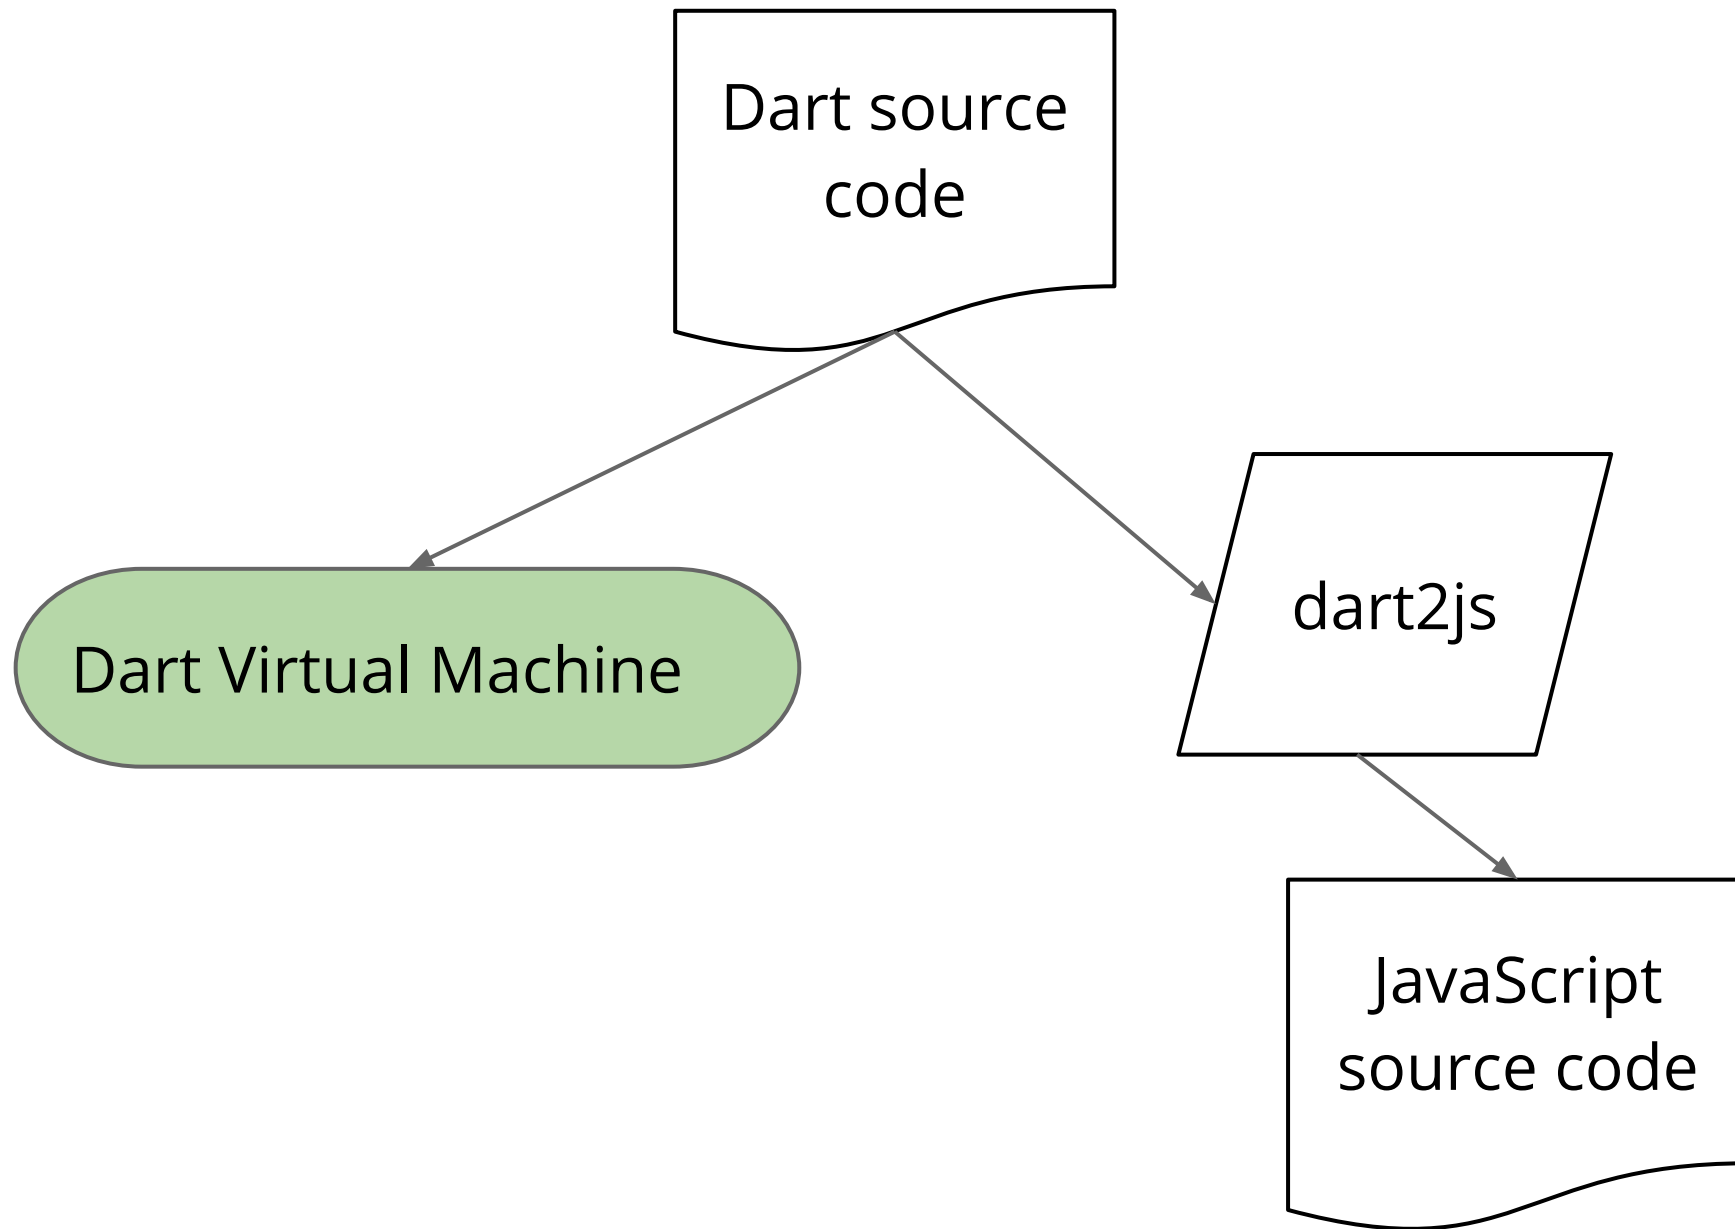 Dart source
code
Dart Virtual Machine
dart2js
JavaScript
source code